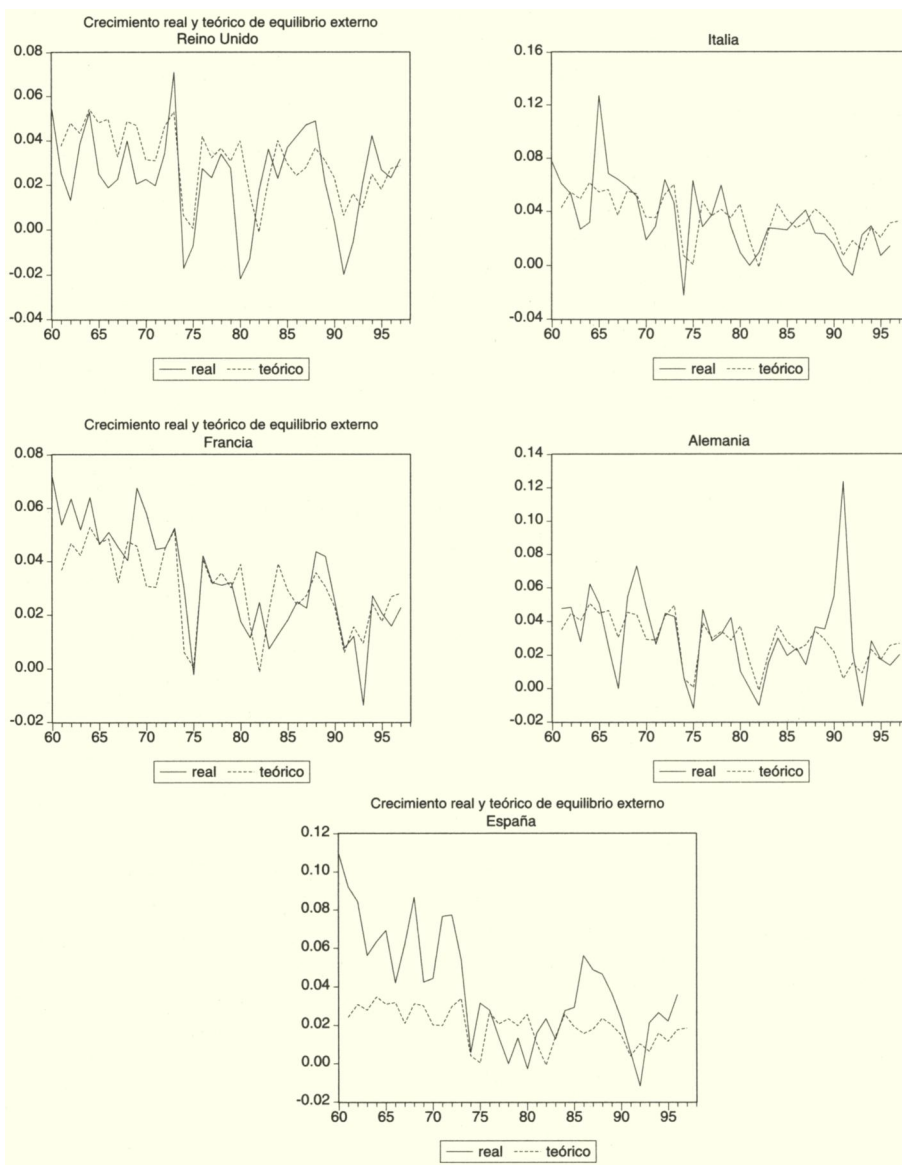 Crecimiento real y teórico de equilibrio externo
Reino Unido
0.08
0.06
0.04
0.02
0.00
-0.02
-0.04
60 65 70 75 80 85 90 95
real teórico
Italia
0.16
0.12
0.08
0.04
0.00
-0.04
60 65 70 75 80 85 90 95
real teórico
Crecimiento real y teórico de equilibrio externo
Francia
0.08
0.06
0.04
0.02
0.00
-0.02
60 65 70 75 80 85 90 95
real teórico
Alemania
0.14
0.12
0.10
0.08
0.06
0.04
0.02
0.00
-0.02
60 65 70 75 80 85 90 95
real teórico
Crecimiento real y teórico de equilibrio externo
España
0.12
0.10
0.08
0.06
0.04
0.02
0.00
-0.02
60 65 70 75 80 85 90 95
real teórico